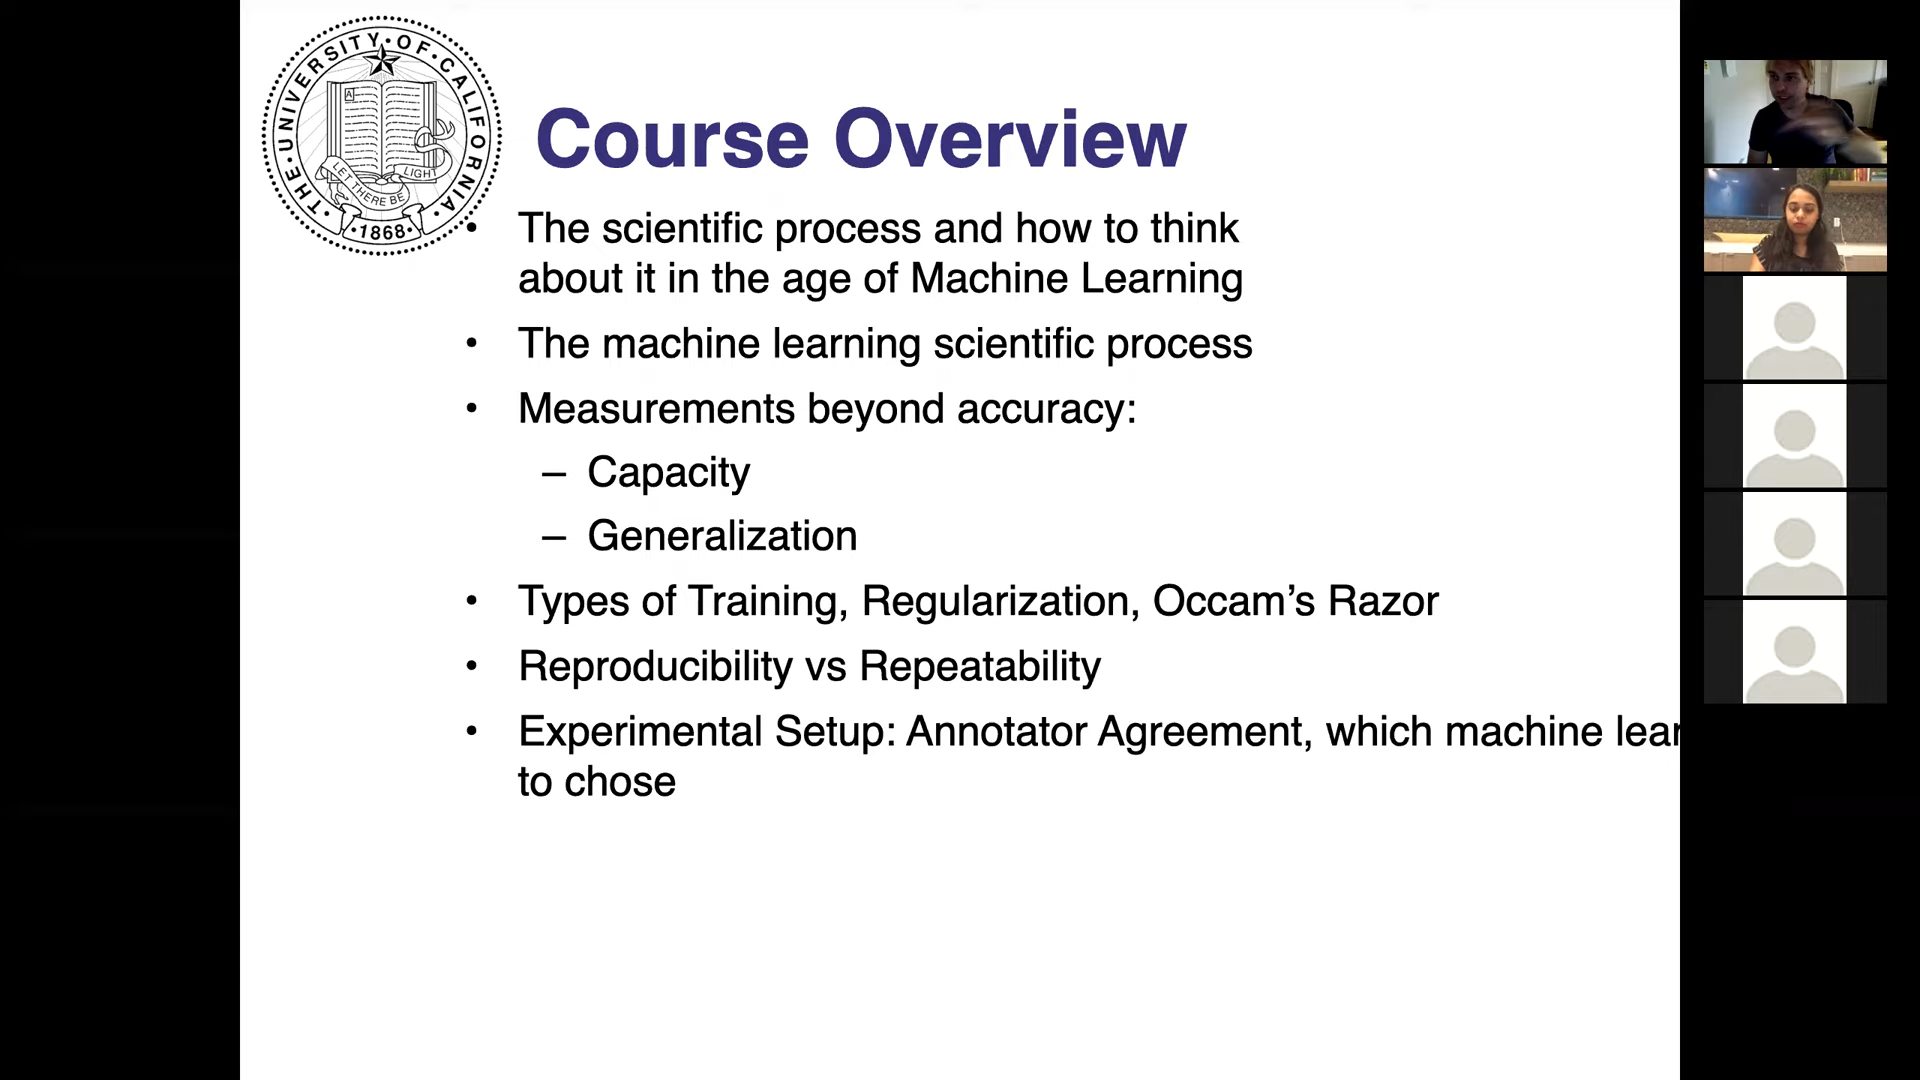 THE·UNIVERSITY·OF·CALIFORNIA
A
LET THERE BE LIGHT
·1868·
Course Overview
• The scientific process and how to think
about it in the age of Machine Learning
• The machine learning scientific process
• Measurements beyond accuracy:
– Capacity
– Generalization
• Types of Training, Regularization, Occam’s Razor
• Reproducibility vs Repeatability
• Experimental Setup: Annotator Agreement, which machine lear
to chose